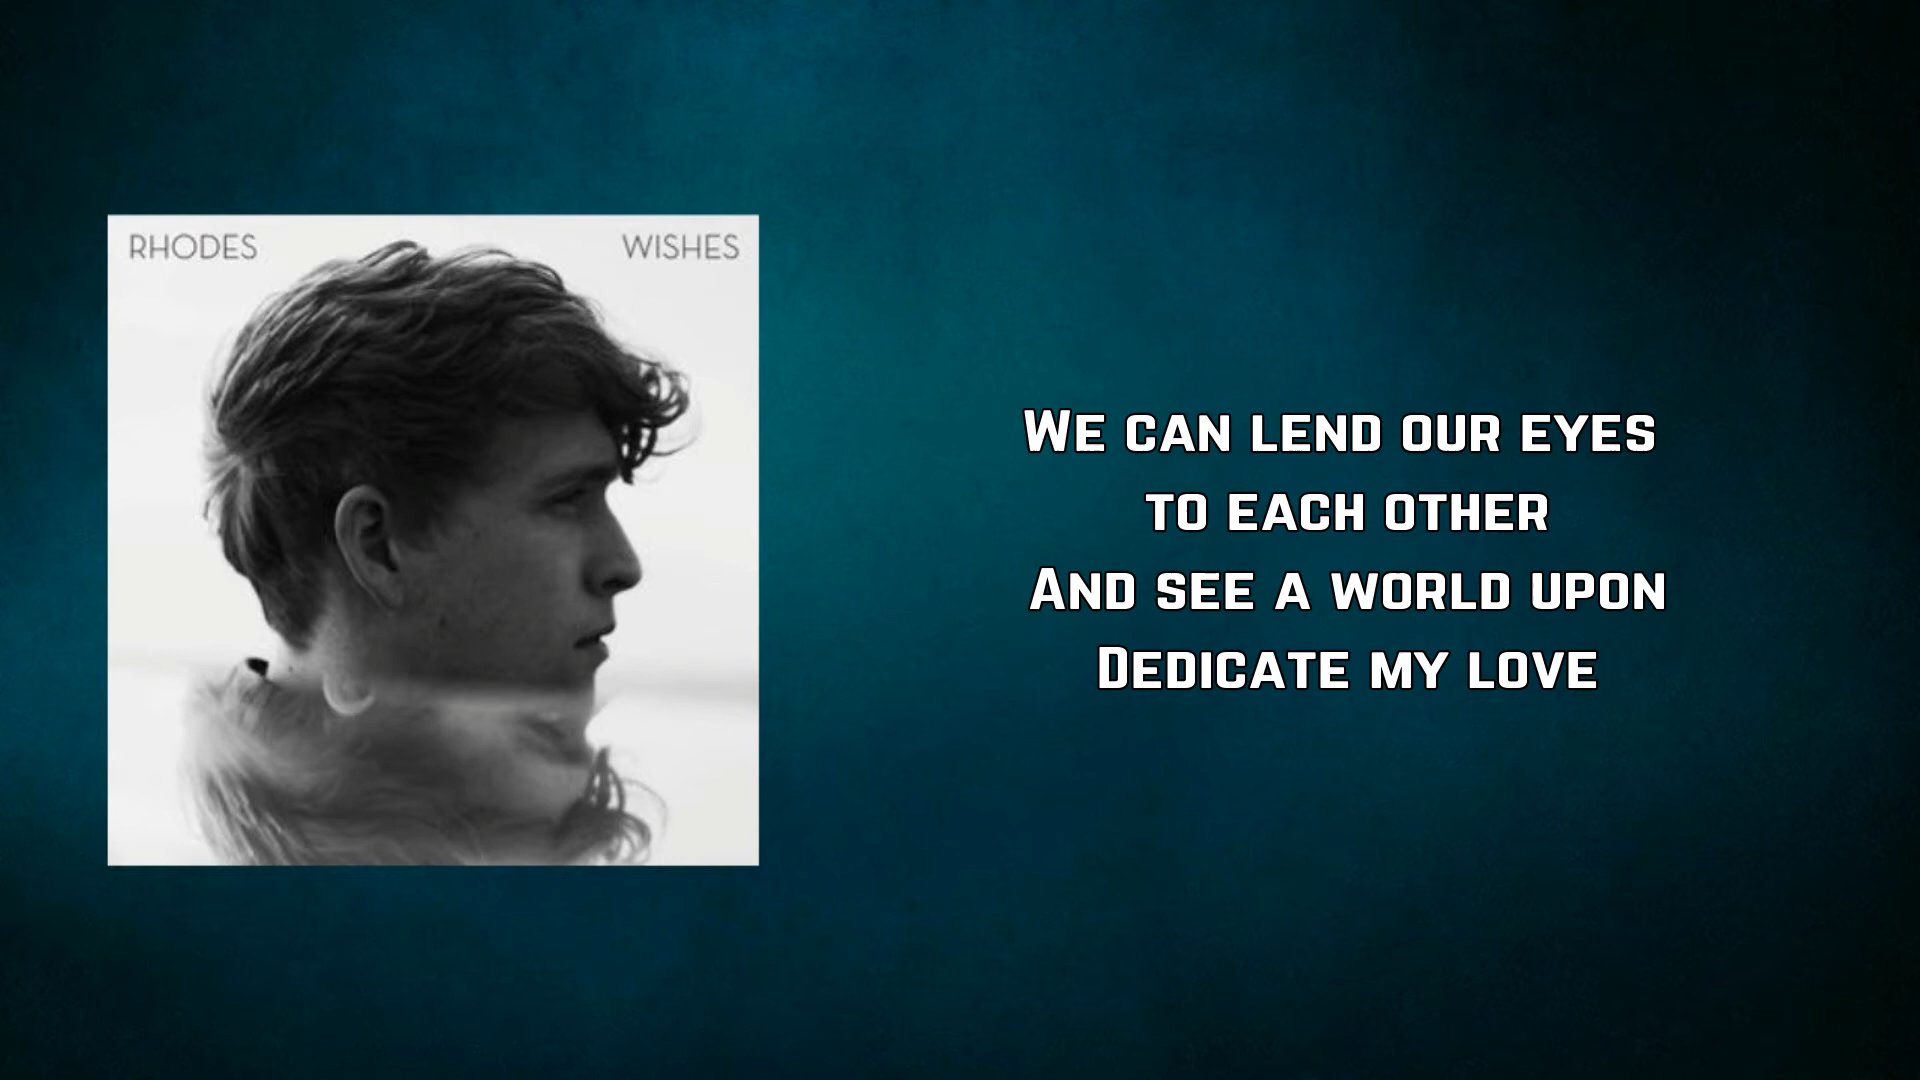 RHODES
WISHES
We can lend our eyes
to each other
And see a world upon
Dedicate my love